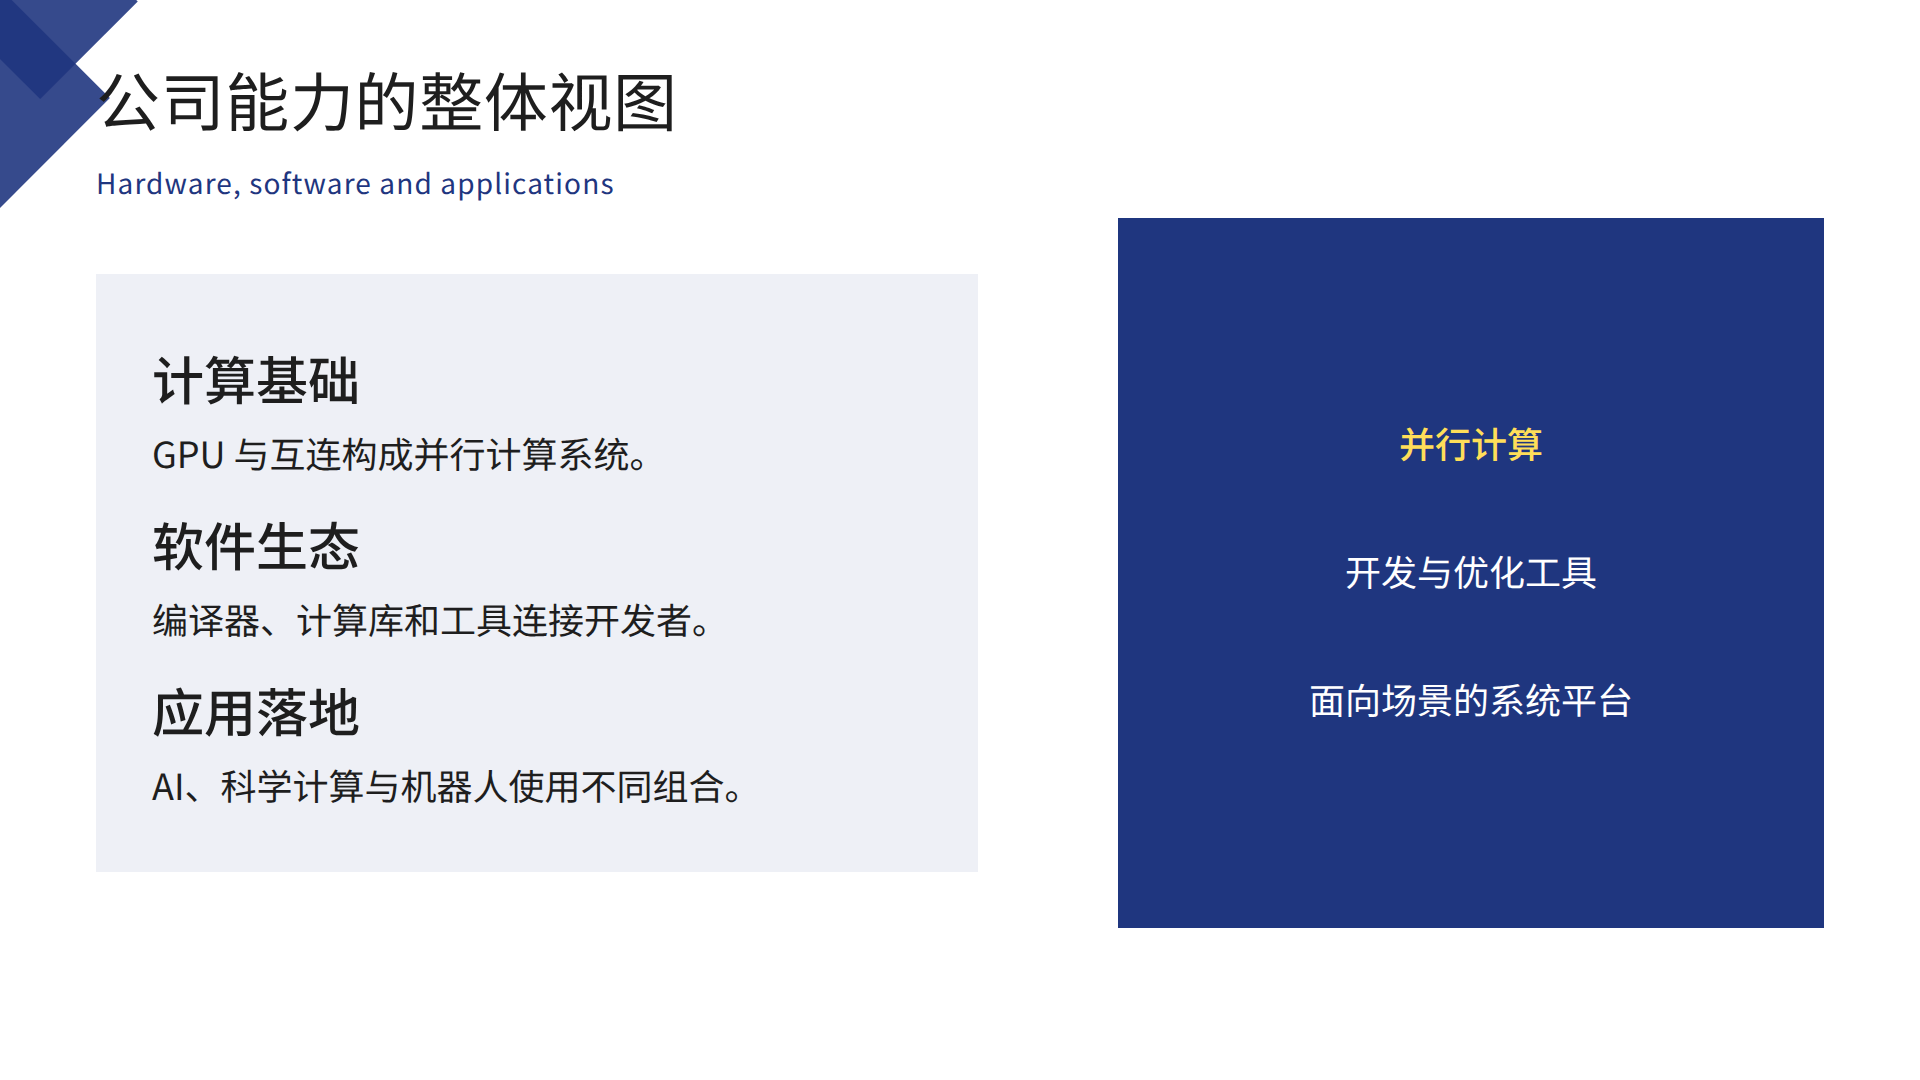 公司能力的整体视图
Hardware, software and applications
计算基础
GPU 与互连构成并行计算系统。
软件生态
编译器、计算库和工具连接开发者。
应用落地
AI、科学计算与机器人使用不同组合。
并行计算
开发与优化工具
面向场景的系统平台